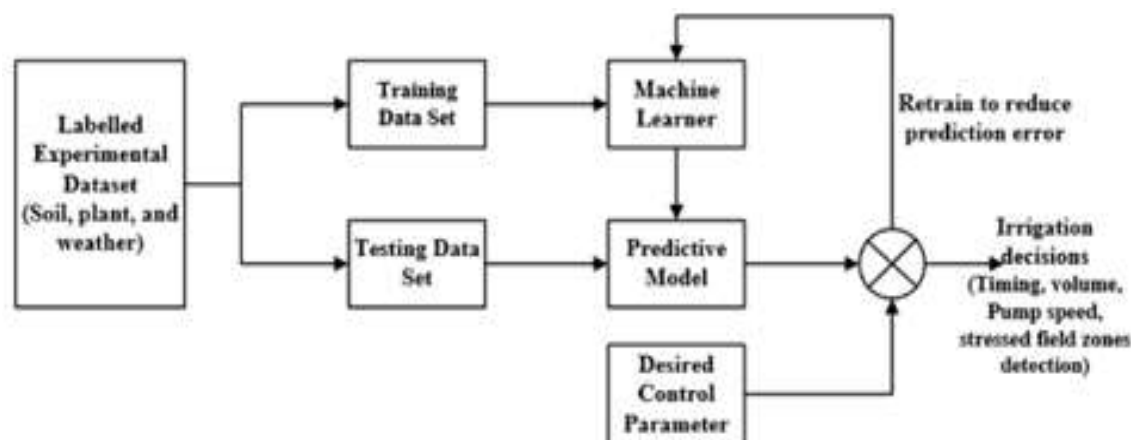 Labelled
Experimental
Dataset
(Soil, plant, and
weather)
Training
Data Set
Testing Data
Set
Machine
Learner
Predictive
Model
Desired
Control
Parameter
Retrain to reduce
prediction error
Irrigation
decisions
(Timing, volume,
Pump speed,
stressed field zones
detection)